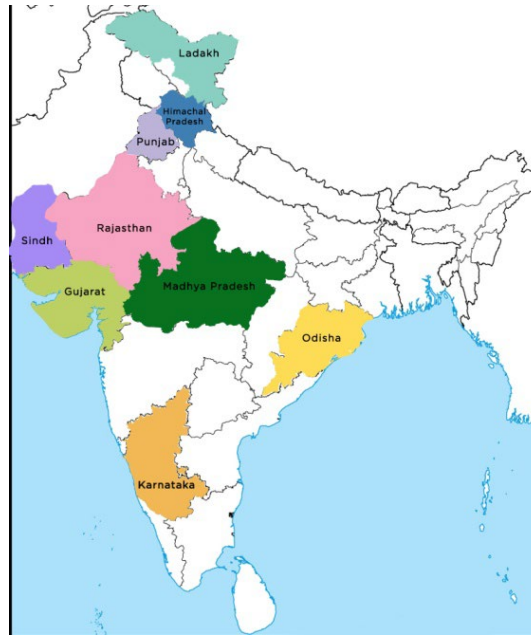 Ladakh
Himachal
Pradesh
Punjab
Rajasthan
Sindh
Gujarat
Madhya Pradesh
Odisha
Karnataka